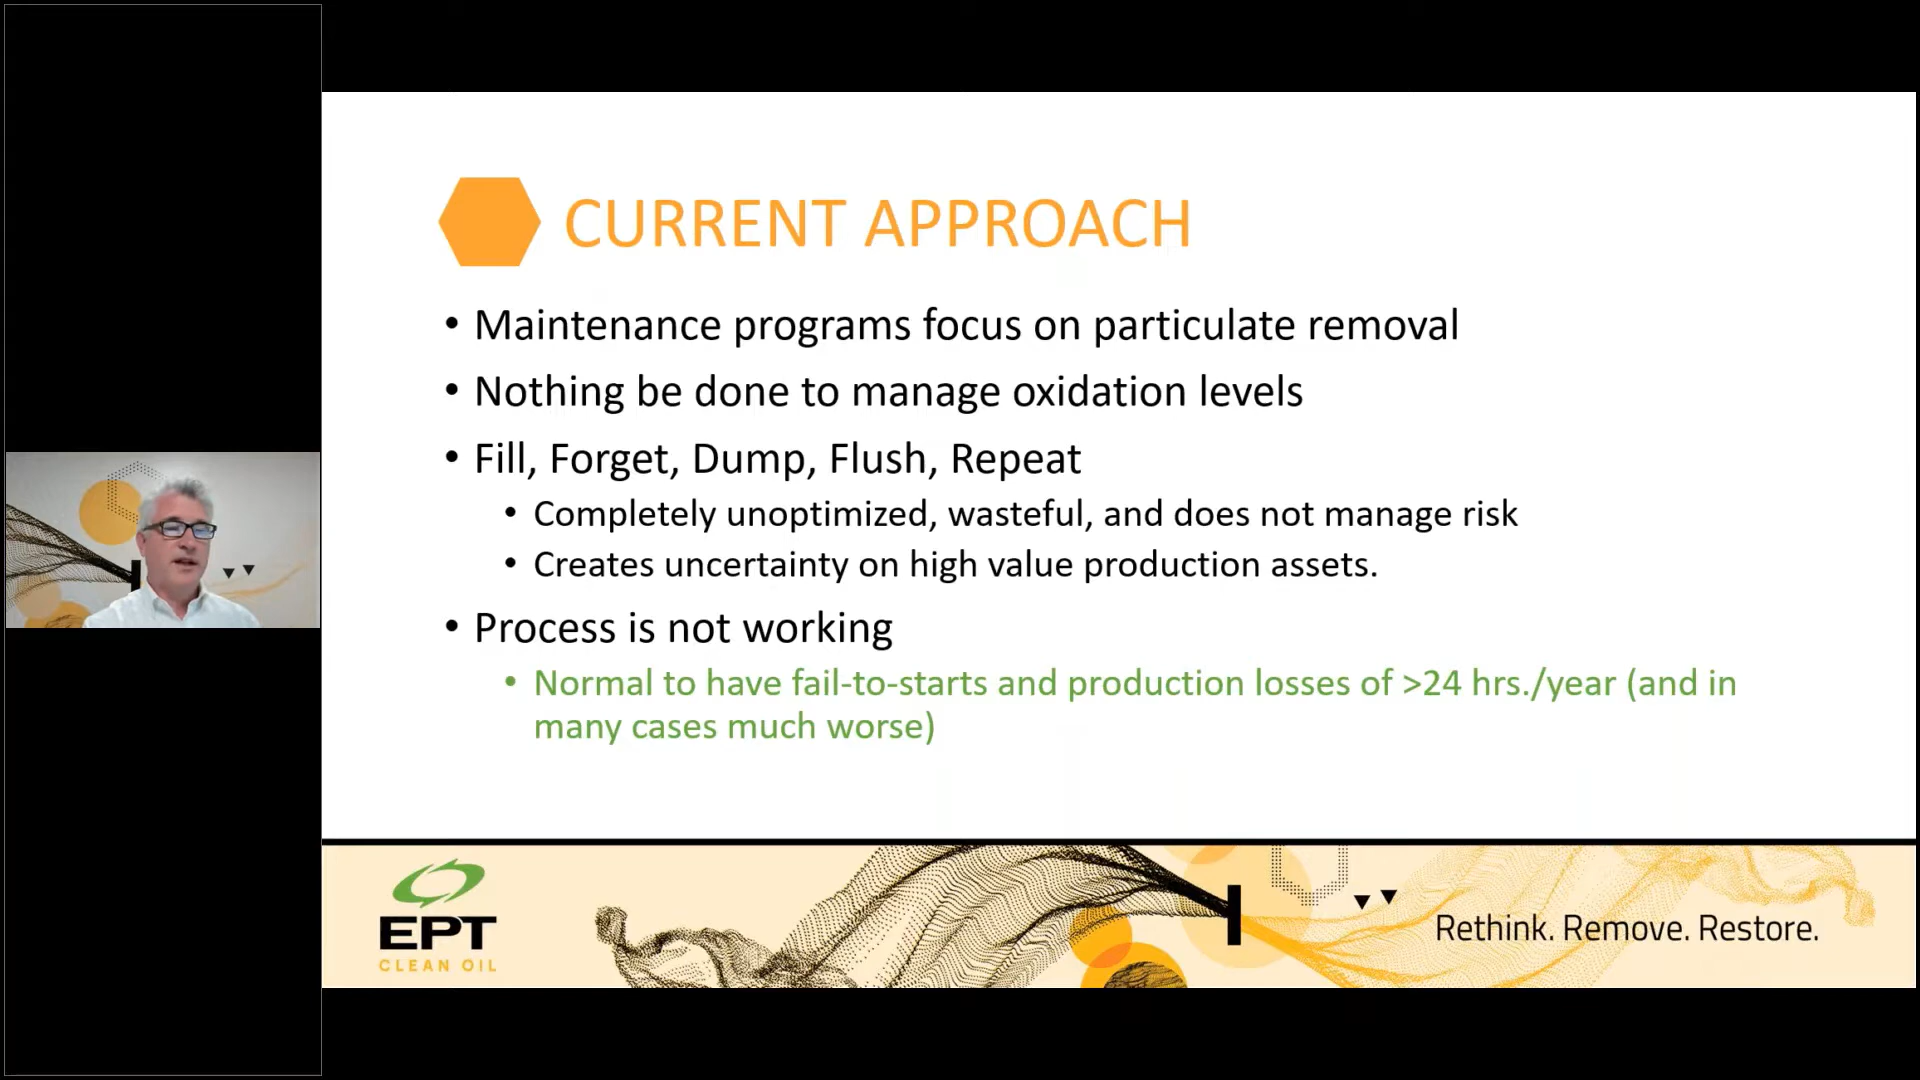 CURRENT APPROACH
• Maintenance programs focus on particulate removal
• Nothing be done to manage oxidation levels
• Fill, Forget, Dump, Flush, Repeat
• Completely unoptimized, wasteful, and does not manage risk
• Creates uncertainty on high value production assets.
• Process is not working
• Normal to have fail-to-starts and production losses of >24 hrs./year (and in
many cases much worse)
EPT
CLEAN OIL
Rethink. Remove. Restore.